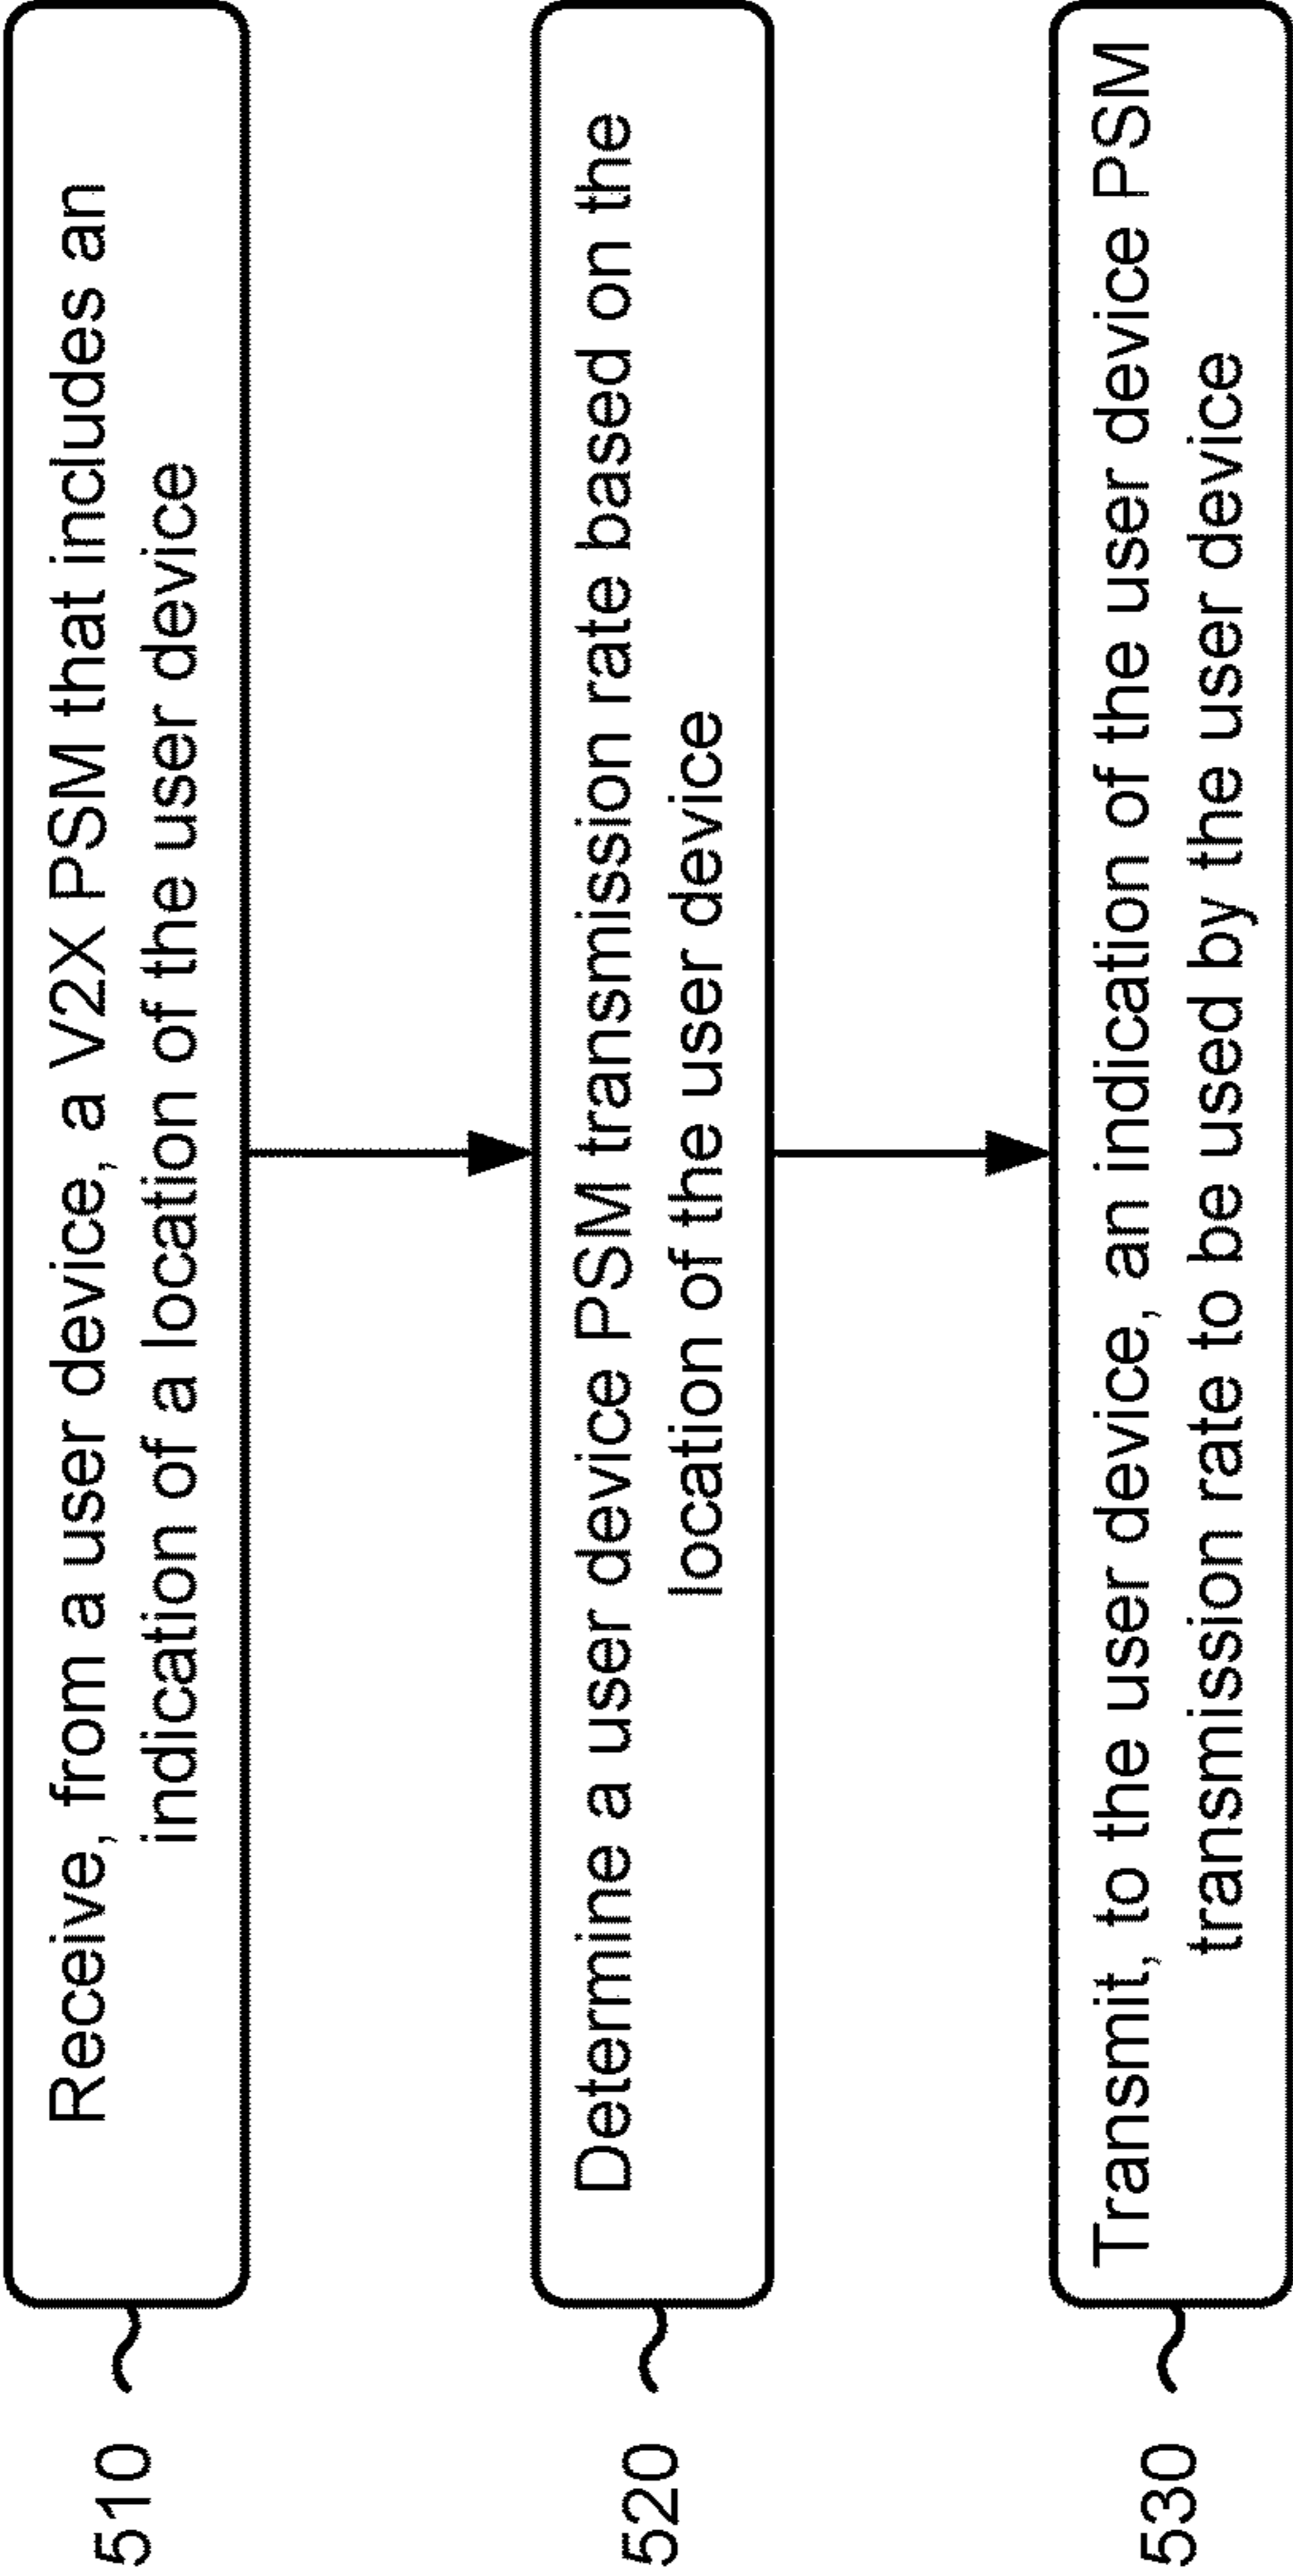 510
Receive, from a user device, a V2X PSM that includes an
indication of a location of the user device
520
Determine a user device PSM transmission rate based on the
location of the user device
530
Transmit, to the user device, an indication of the user device PSM
transmission rate to be used by the user device